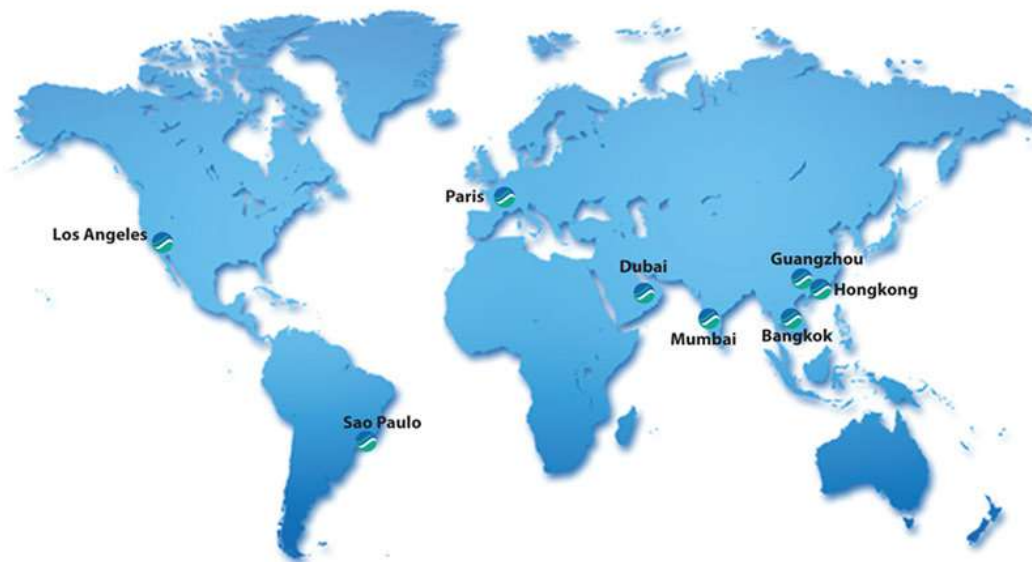 Paris
Los Angeles
Dubai
Guangzhou
Hongkong
Mumbai
Bangkok
Sao Paulo